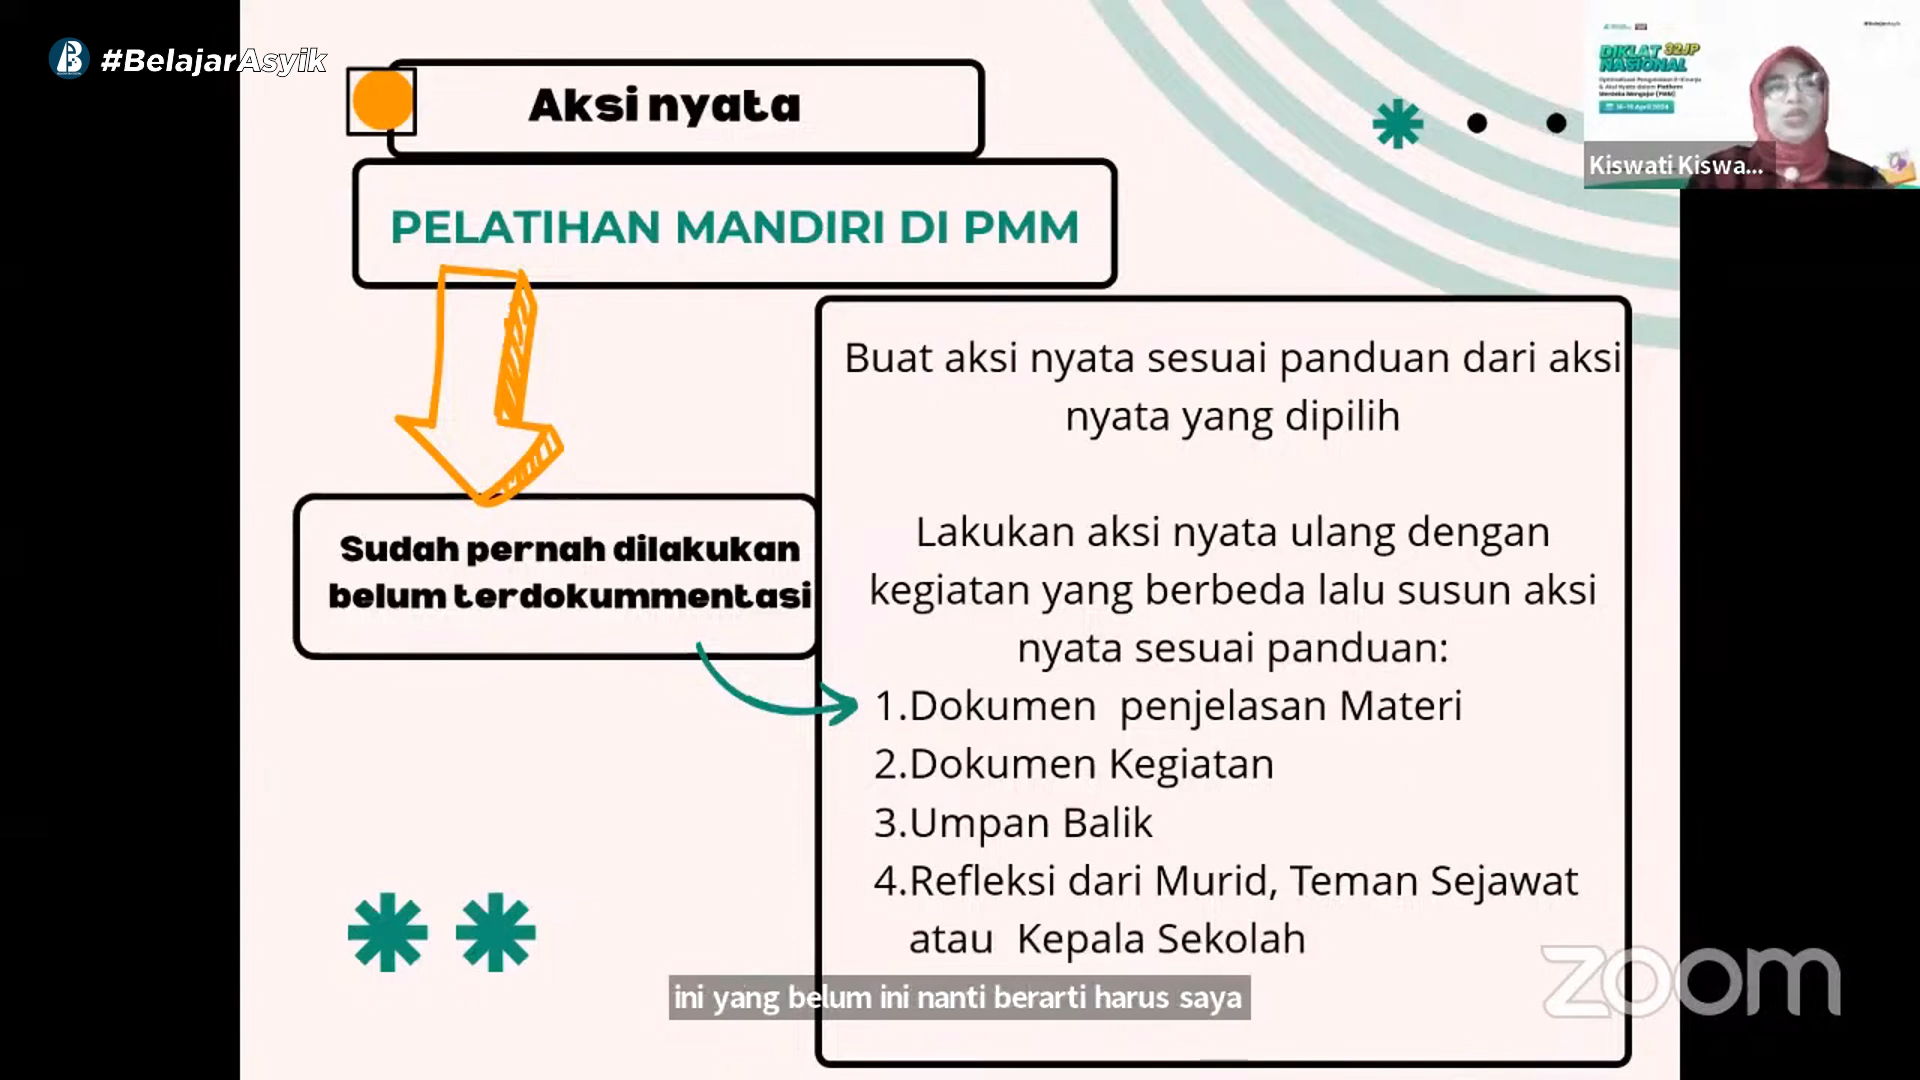 #BelajarAsyik
Aksi nyata
PELATIHAN MANDIRI DI PMM
Sudah pernah dilakukan
belum terdokummentasi
Buat aksi nyata sesuai panduan dari aksi
nyata yang dipilih
Lakukan aksi nyata ulang dengan
kegiatan yang berbeda lalu susun aksi
nyata sesuai panduan:
1.Dokumen penjelasan Materi
2.Dokumen Kegiatan
3.Umpan Balik
4.Refleksi dari Murid, Teman Sejawat
atau Kepala Sekolah
ini yang belum ini nanti berarti harus saya
zoom
DIKLAT 32JP
NASIONAL
Kiswati Kiswa...